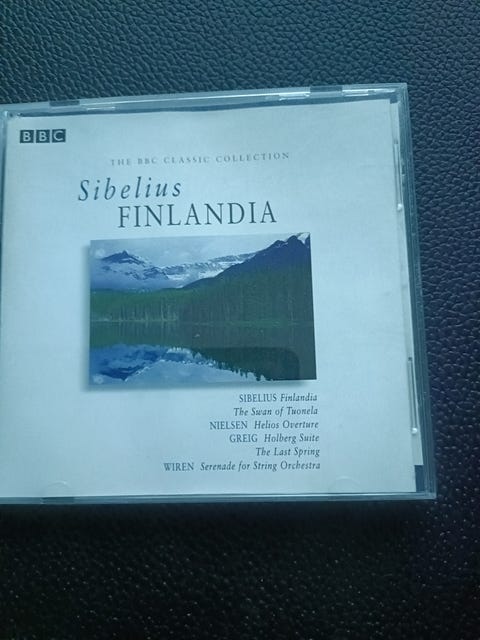 BBC
THE BBC CLASSIC COLLECTION
Sibelius
FINLANDIA
SIBELIUS Finlandia
The Swan of Tuonela
NIELSEN Helios Overture
GREIG Holberg Suite
The Last Spring
WIREN Serenade for String Orchestra